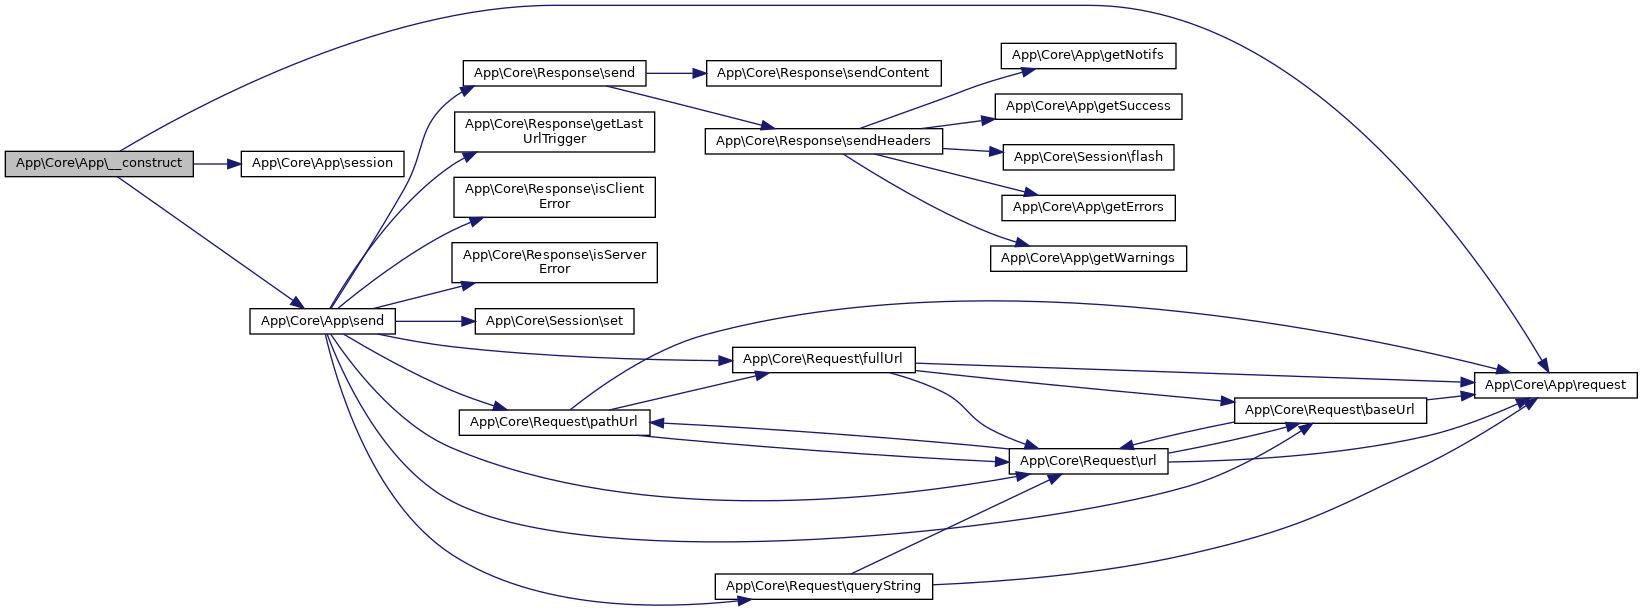 App\Core\App\__construct
App\Core\App\session
App\Core\App\send
App\Core\Response\send
App\Core\Response\getLast
UrlTrigger
App\Core\Response\isClient
Error
App\Core\Response\isServer
Error
App\Core\Session\set
App\Core\Request\pathUrl
App\Core\Response\sendContent
App\Core\Response\sendHeaders
App\Core\Request\fullUrl
App\Core\Request\queryString
App\Core\App\getNotifs
App\Core\App\getSuccess
App\Core\Session\flash
App\Core\App\getErrors
App\Core\App\getWarnings
App\Core\Request\url
App\Core\Request\baseUrl
App\Core\App\request